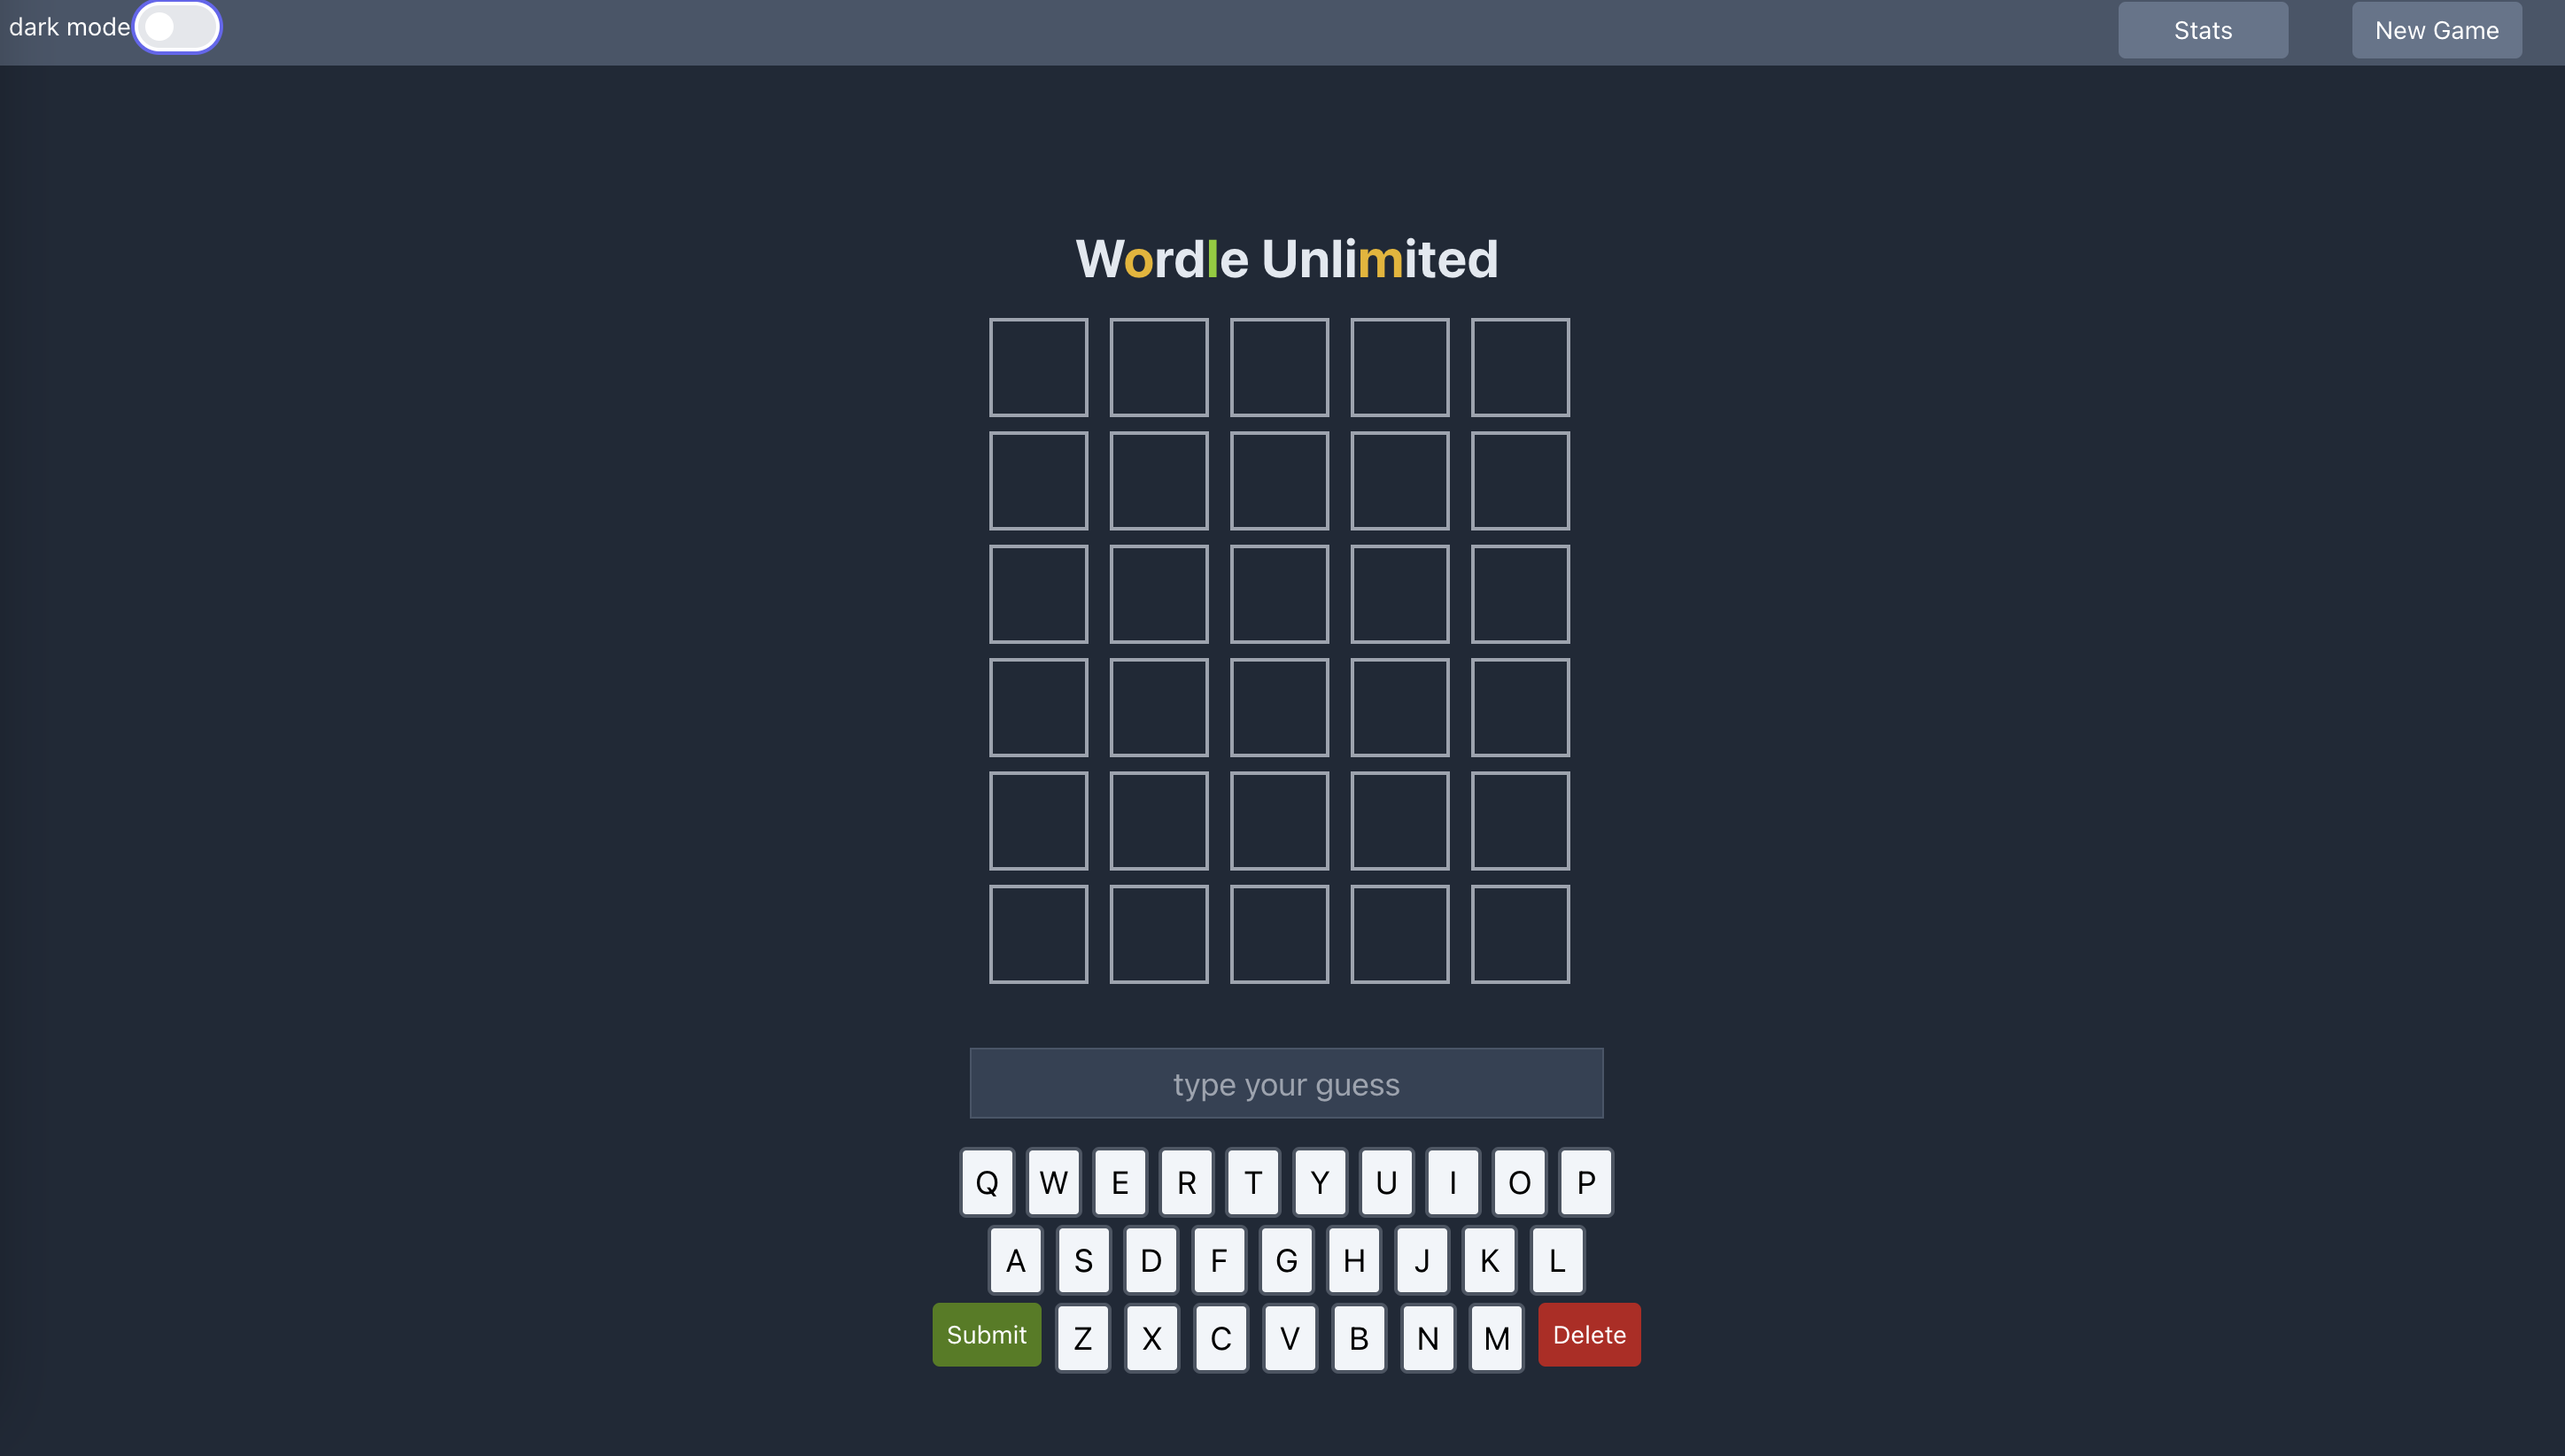 dark mode
Stats
New Game
Wordle Unlimited
type your guess
Q W E R T Y U I O P
A S D F G H J K L
Submit Z X C V B N M Delete